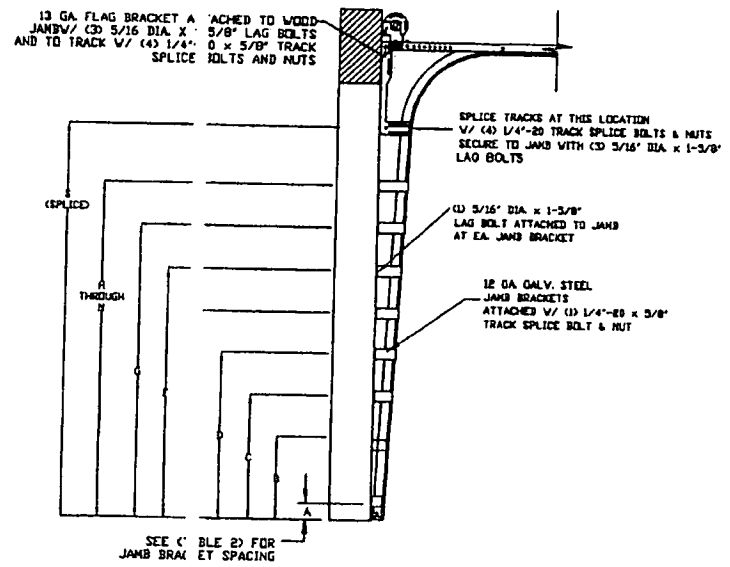 13 GA. FLAG BRACKET A TACHED TO WOOD
JAMBW/ (3) 5/16 DIA. X 5/8" LAG BOLTS
AND TO TRACK W/ (4) 1/4"- 0 x 5/8" TRACK
SPLICE BOLTS AND NUTS
SPLICE TRACKS AT THIS LOCATION
W/ (4) 1/4"-20 TRACK SPLICE BOLTS & NUTS
SECURE TO JAMB WITH (3) 5/16" DIA. x 1-5/8"
LAG BOLTS
(SPLICE)
(1) 5/16" DIA. x 1-5/8"
LAG BOLT ATTACHED TO JAMB
AT EA. JAMB BRACKET
THROUGH
12 GA. GALV. STEEL
JAMB BRACKETS
ATTACHED W/ (1) 1/4"-20 x 5/8"
TRACK SPLICE BOLT & NUT
D
C
B
A
SEE ( BLE 2) FOR
JAMB BRA ET SPACING